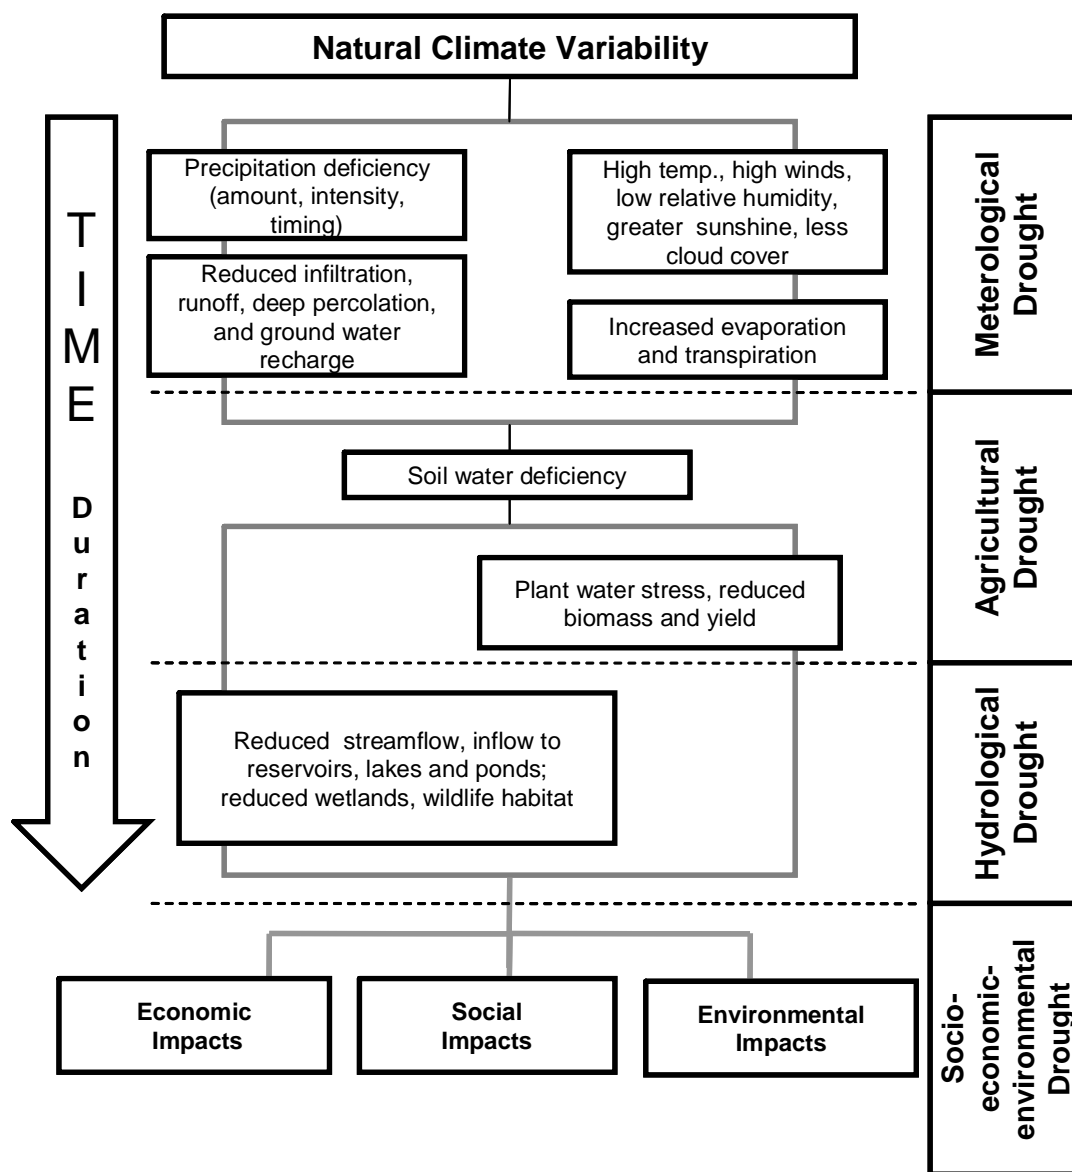 Natural Climate Variability
TIME
Duration
Precipitation deficiency
(amount, intensity,
timing)
High temp., high winds,
low relative humidity,
greater sunshine, less
cloud cover
Reduced infiltration,
runoff, deep percolation,
and ground water
recharge
Increased evaporation
and transpiration
Meterological
Drought
Soil water deficiency
Plant water stress, reduced
biomass and yield
Agricultural
Drought
Reduced streamflow, inflow to
reservoirs, lakes and ponds;
reduced wetlands, wildlife habitat
Hydrological
Drought
Economic
Impacts
Social
Impacts
Environmental
Impacts
Socio-
economic-
environmental
Drought